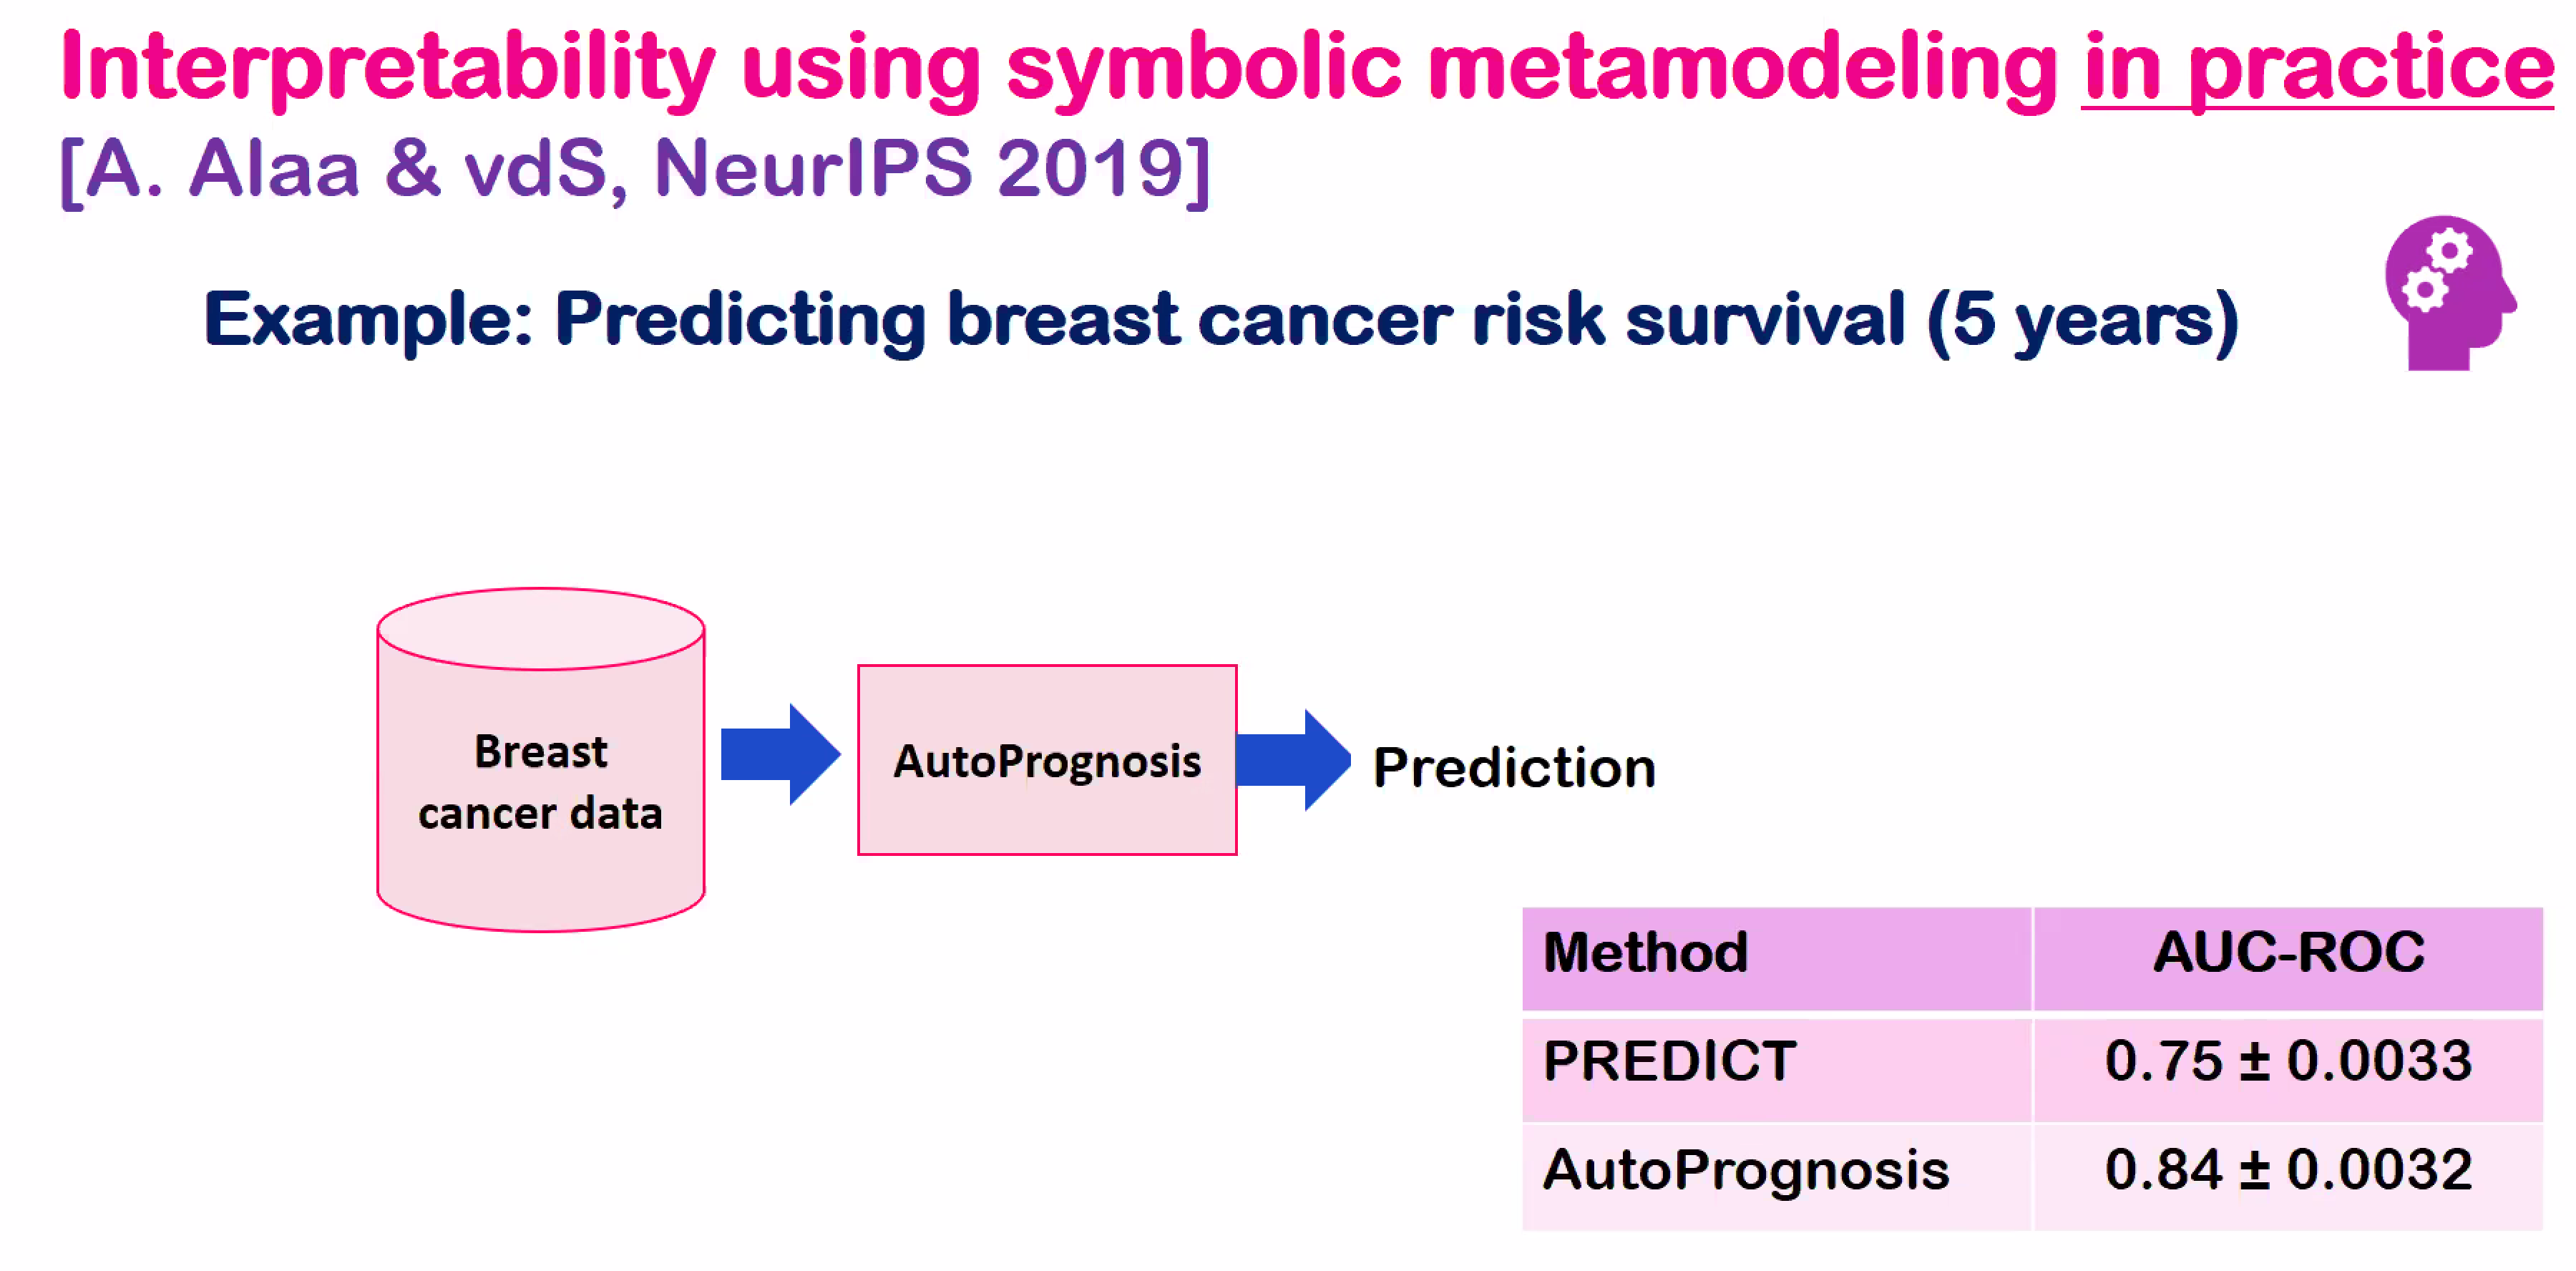 Interpretability using symbolic metamodeling in practice
[A. Alaa & vdS, NeurIPS 2019]
Example: Predicting breast cancer risk survival (5 years)
Breast
cancer data
AutoPrognosis
Prediction
Method AUC-ROC
PREDICT 0.75 ± 0.0033
AutoPrognosis 0.84 ± 0.0032